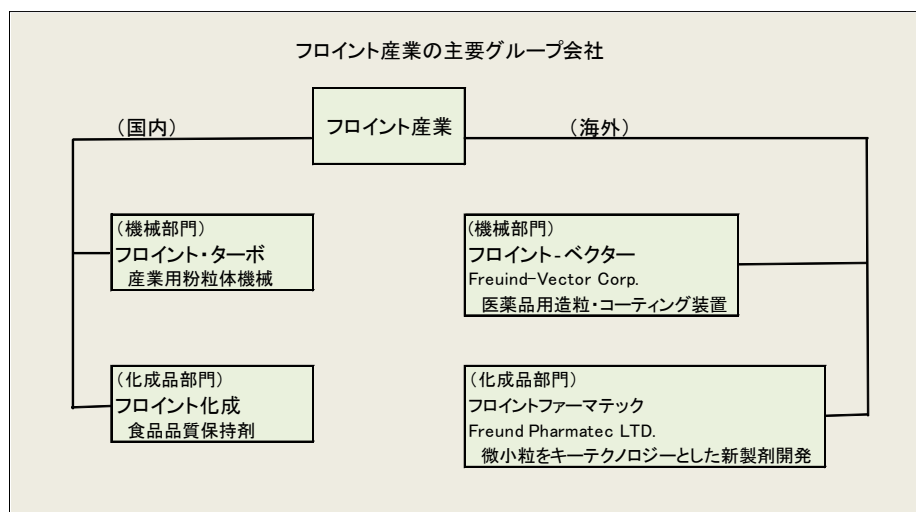 フロイント産業の主要グループ会社
フロイント産業
（国内）
（海外）
（機械部門）
フロイント・ターボ
産業用粉粒体機械
（化成品部門）
フロイント化成
食品品質保持剤
（機械部門）
フロイント-ベクター
Freuind-Vector Corp.
医薬品用造粒・コーティング装置
（化成品部門）
フロイントファーマテック
Freund Pharmatec LTD.
微小粒をキーテクノロジーとした新製剤開発